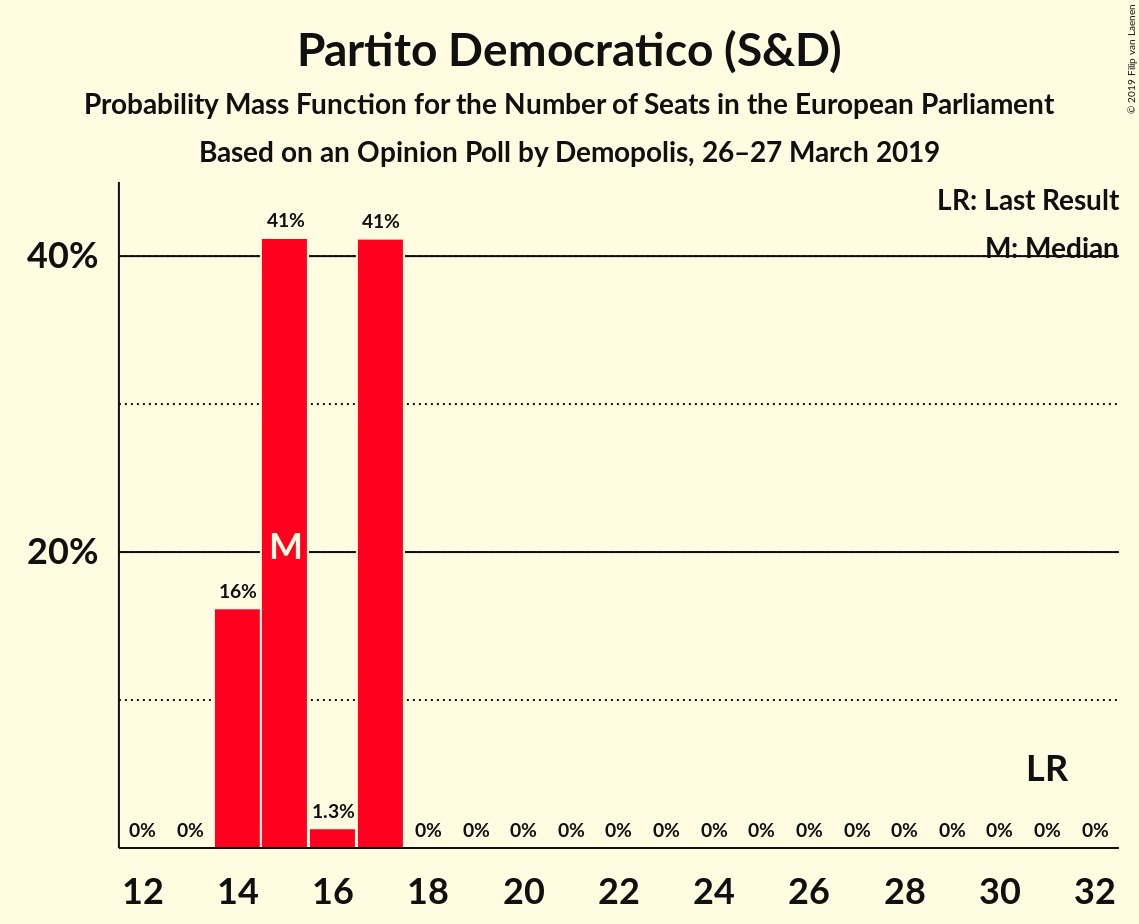 Partito Democratico (S&D)
Probability Mass Function for the Number of Seats in the European Parliament
Based on an Opinion Poll by Demopolis, 26–27 March 2019
© 2019 Filip van Laenen
LR: Last Result
M: Median
41% 41%
40%
M
20%
16%
LR
1.3%
0% 0% 0% 0% 0% 0% 0% 0% 0% 0% 0% 0% 0% 0% 0% 0% 0%
12 14 16 18 20 22 24 26 28 30 32